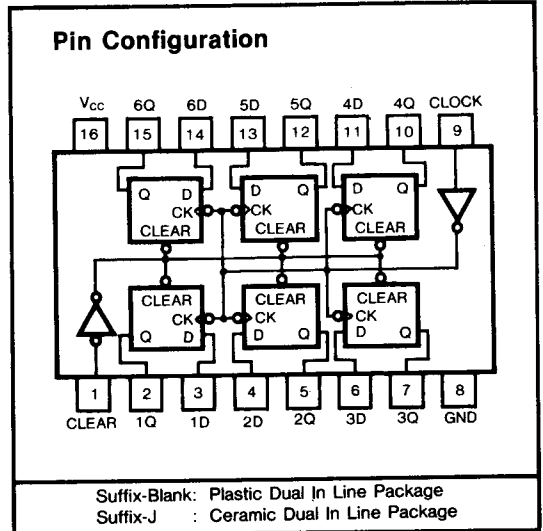 Pin Configuration
VCC 6Q 6D 5D 5Q 4D 4Q CLOCK
16 15 14 13 12 11 10 9
Q D D Q D Q
CK CK CK
CLEAR CLEAR CLEAR
CLEAR CLEAR CLEAR
CK CK CK
Q D D Q D Q
1 2 3 4 5 6 7 8
CLEAR 1Q 1D 2D 2Q 3D 3Q GND
Suffix-Blank: Plastic Dual In Line Package
Suffix-J : Ceramic Dual In Line Package